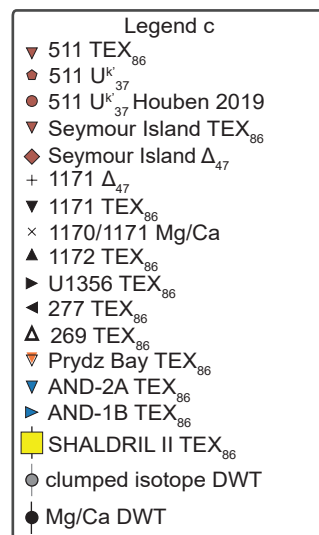 Legend c
511 TEX₈₆
511 Uᵏ'₃₇
511 Uᵏ'₃₇ Houben 2019
Seymour Island TEX₈₆
Seymour Island Δ₄₇
1171 Δ₄₇
1171 TEX₈₆
1170/1171 Mg/Ca
1172 TEX₈₆
U1356 TEX₈₆
277 TEX₈₆
269 TEX₈₆
Prydz Bay TEX₈₆
AND-2A TEX₈₆
AND-1B TEX₈₆
SHALDRIL II TEX₈₆
clumped isotope DWT
Mg/Ca DWT